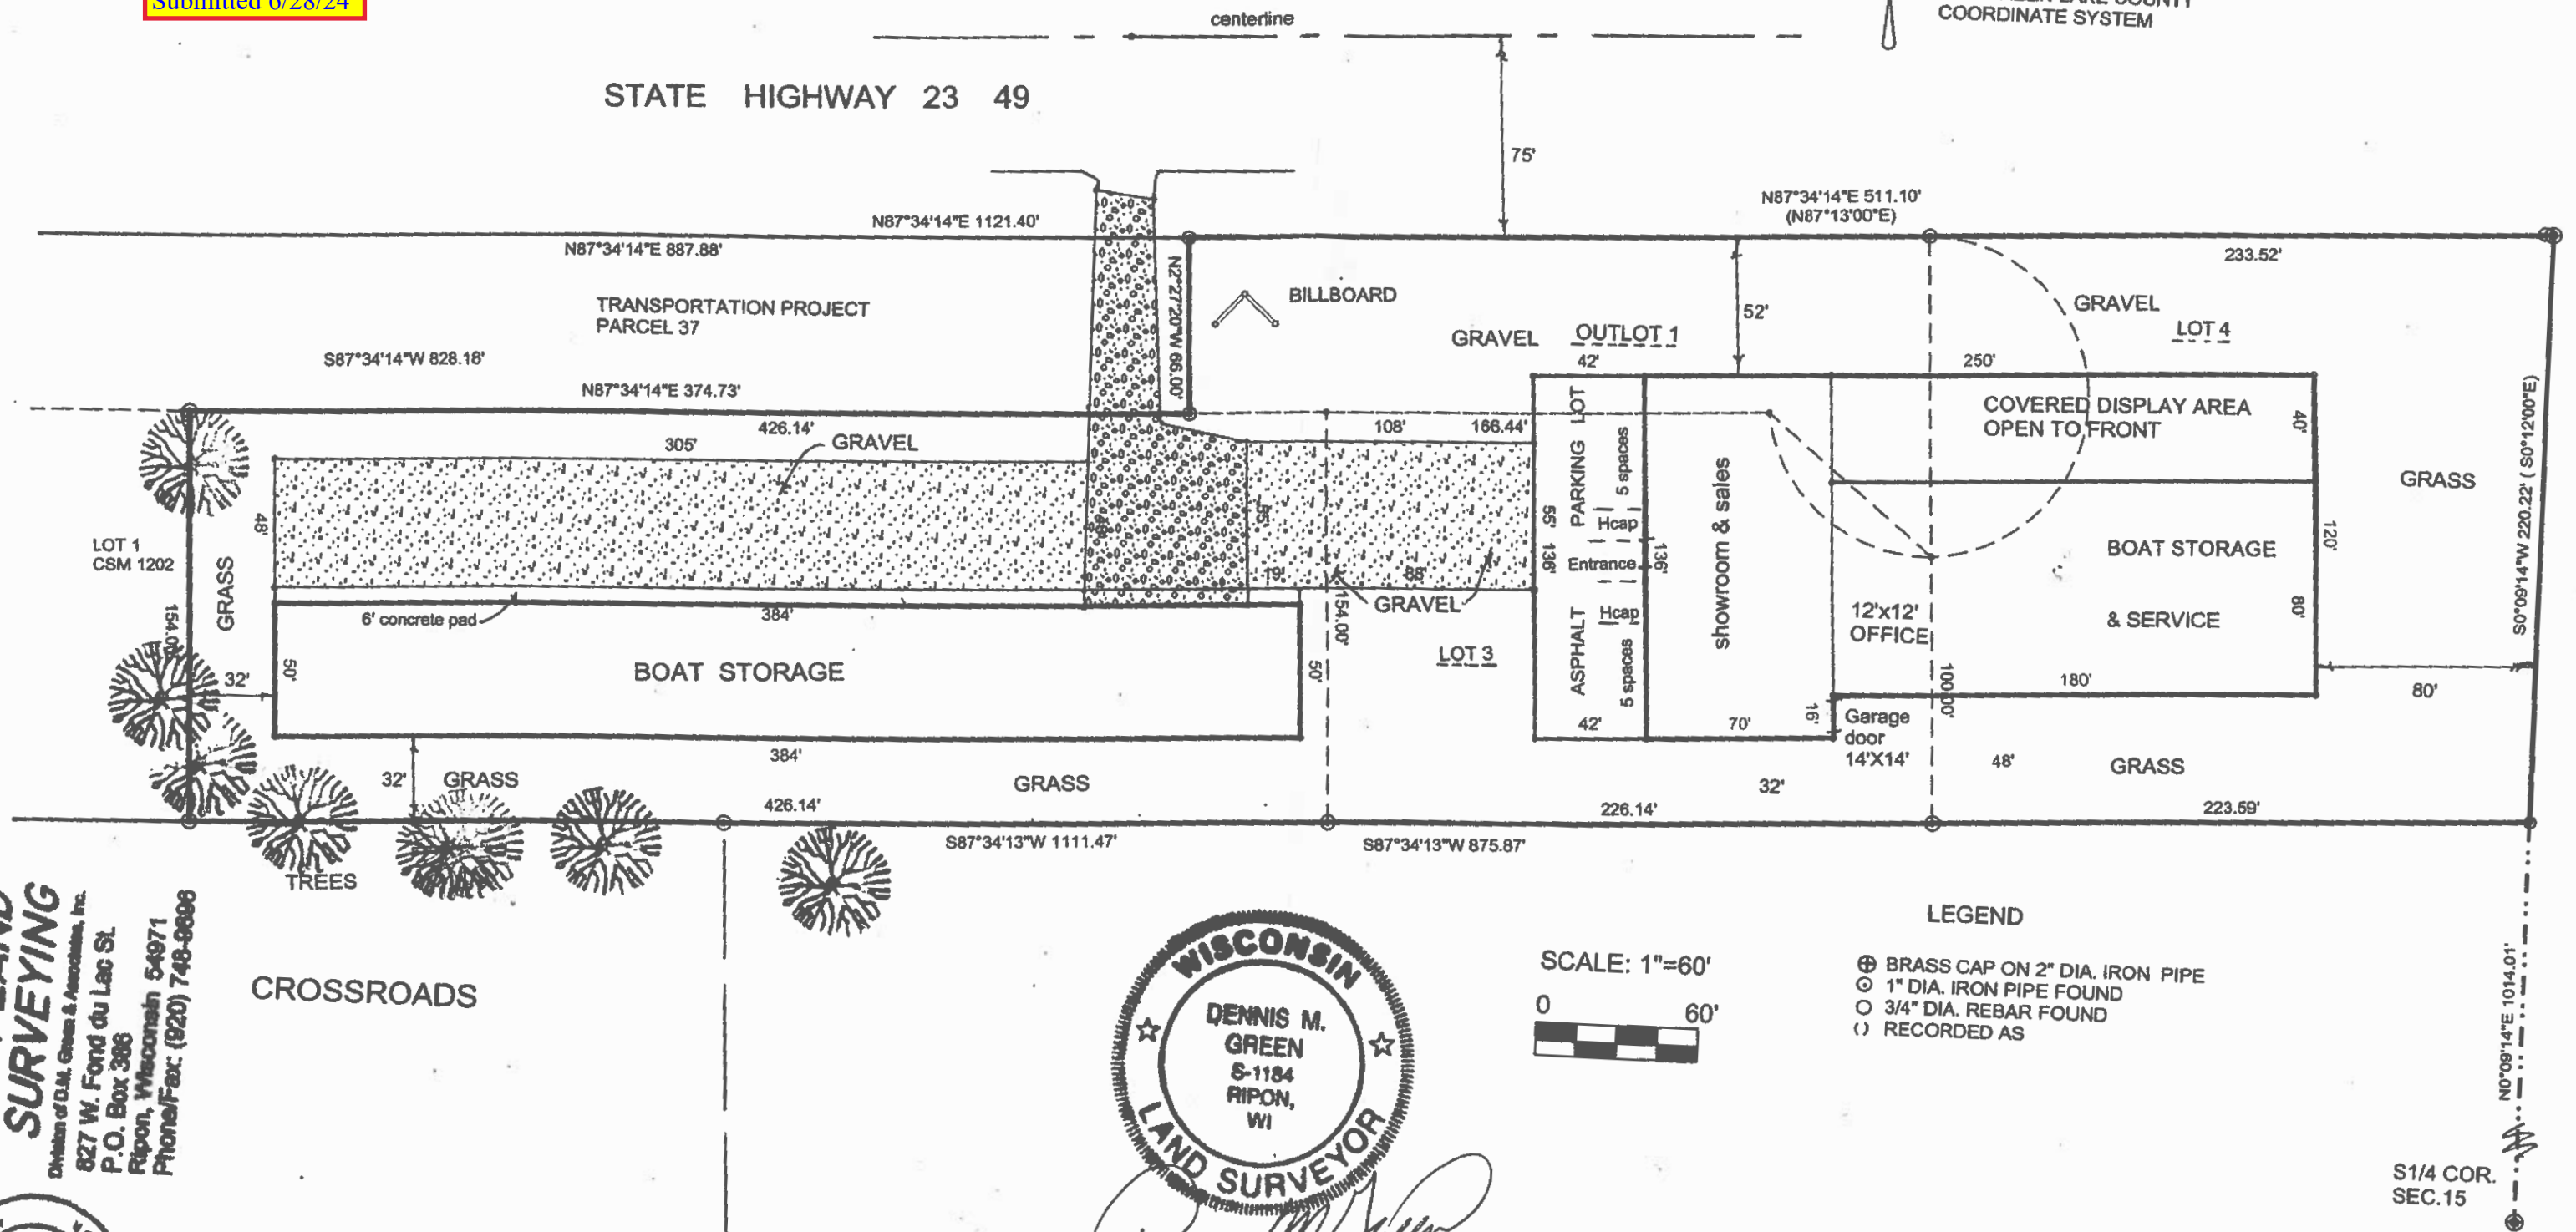 Submitted 6/28/24
centerline
COORDINATE SYSTEM
STATE HIGHWAY 23 49
75'
N87°34'14"E 511.10'
(N87°13'00"E)
N87°34'14"E 1121.40'
N87°34'14"E 887.88'
233.52'
TRANSPORTATION PROJECT
PARCEL 37
N2°27'20"W 66.00'
BILLBOARD
52'
GRAVEL
GRAVEL
OUTLOT 1
LOT 4
S87°34'14"W 828.18'
42'
250'
N87°34'14"E 374.73'
COVERED DISPLAY AREA
OPEN TO FRONT
40'
S0°09'14"W 220.22' ( S0°12'00"E)
426.14'
GRAVEL
305'
108'
166.44'
GRASS
48'
LOT 1
CSM 1202
GRASS
154.00'
ASPHALT PARKING LOT
5 spaces
Hcap
Entrance
Hcap
5 spaces
55'
136'
136'
showroom & sales
BOAT STORAGE
& SERVICE
120'
80'
12'X12'
OFFICE
GRAVEL
154.00'
6' concrete pad
384'
BOAT STORAGE
50'
50'
LOT 3
32'
100.00'
180'
80'
42'
70'
16'
Garage
door
14'X14'
384'
32'
GRASS
GRASS
32'
48'
GRASS
426.14'
226.14'
223.59'
S87°34'13"W 1111.47'
S87°34'13"W 875.87'
TREES
SURVEYING
Division of D.M. Green & Associates, Inc.
827 W. Fond du Lac St.
P.O. Box 386
Ripon, Wisconsin 54971
Phone/Fax: (920) 748-9696
CROSSROADS
WISCONSIN
DENNIS M.
GREEN
S-1184
RIPON,
WI
LAND SURVEYOR
SCALE: 1"=60'
0 60'
LEGEND
BRASS CAP ON 2" DIA. IRON PIPE
1" DIA. IRON PIPE FOUND
3/4" DIA. REBAR FOUND
() RECORDED AS
N0°09'14"E 1014.01'
S1/4 COR.
SEC.15